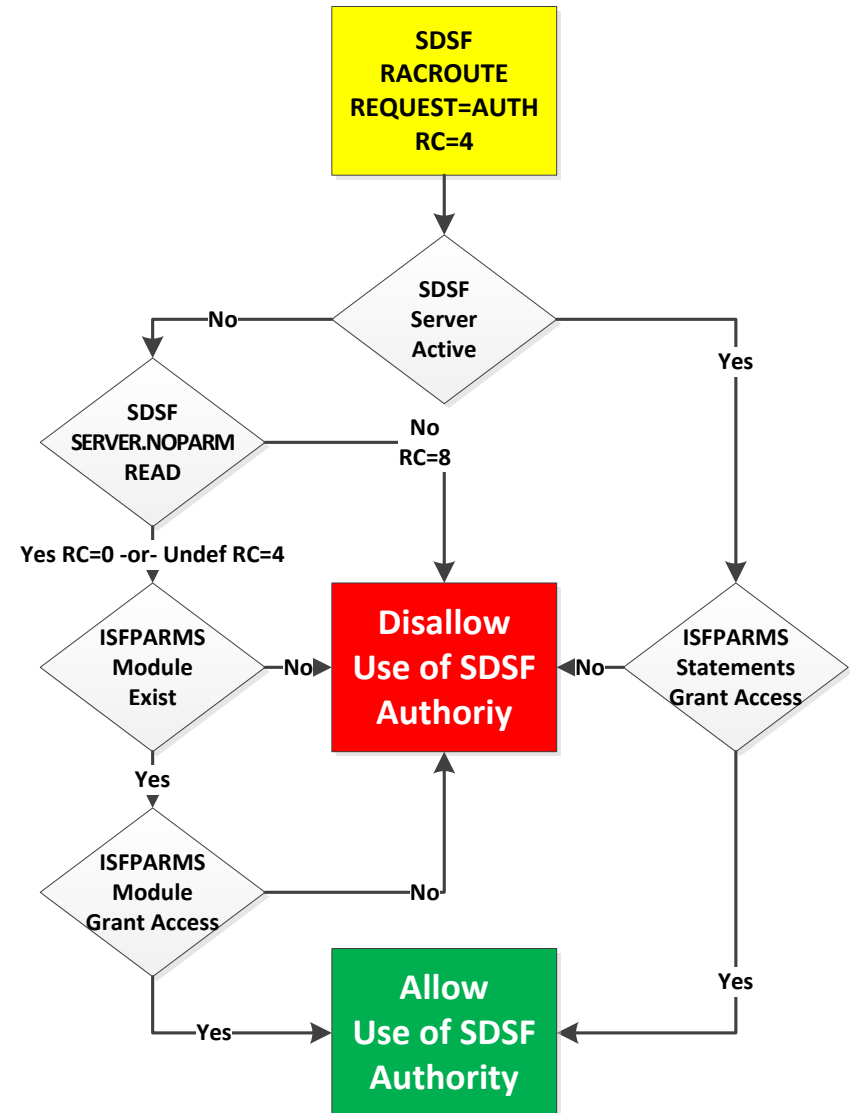 SDSF
RACROUTE
REQUEST=AUTH
RC=4
SDSF
Server
Active
No
Yes
SDSF
SERVER.NOPARM
READ
No
RC=8
Yes RC=0 -or- Undef RC=4
ISFPARMS
Module
Exist
No
Disallow
Use of SDSF
Authoriy
No
ISFPARMS
Statements
Grant Access
Yes
ISFPARMS
Module
Grant Access
No
Yes
Allow
Use of SDSF
Authority
Yes